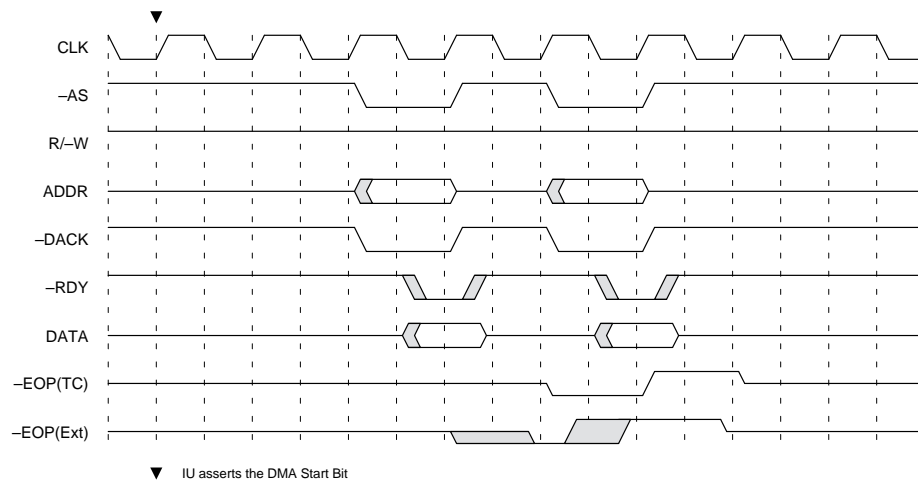 CLK
–AS
R/–W
ADDR
–DACK
–RDY
DATA
–EOP(TC)
–EOP(Ext)
IU asserts the DMA Start Bit